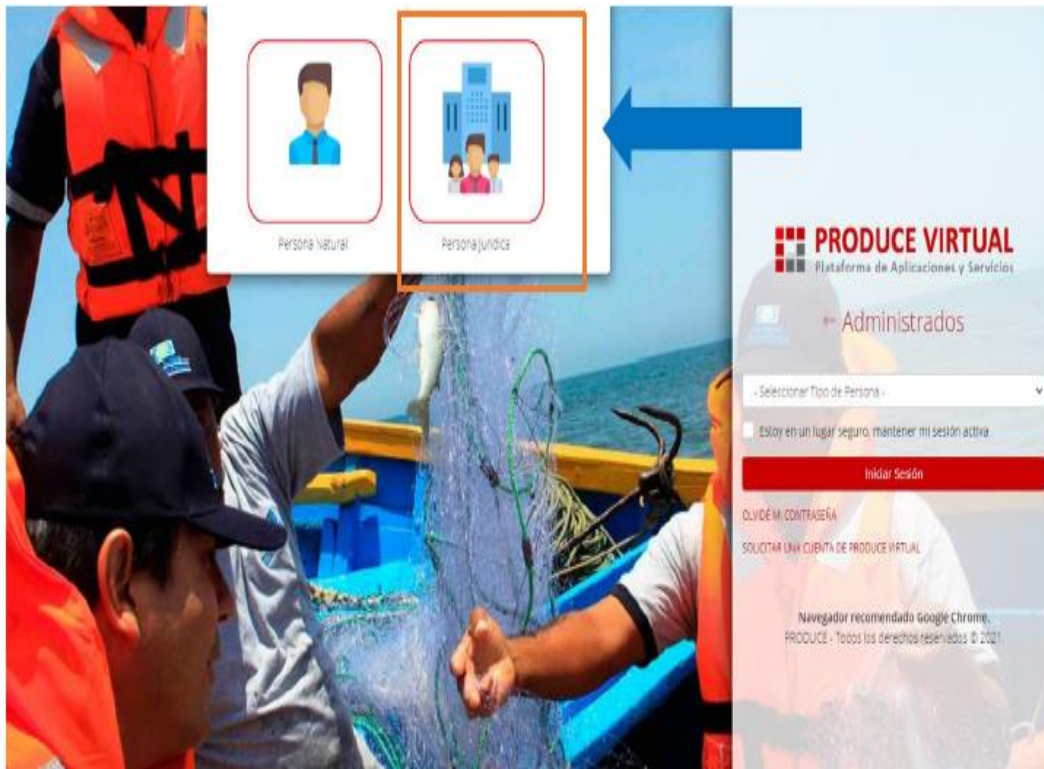 Persona Natural
Persona Jurídica
PRODUCE VIRTUAL
Plataforma de Aplicaciones y Servicios
← Administrados
- Seleccionar Tipo de Persona -
Estoy en un lugar seguro, mantener mi sesión activa
Iniciar Sesión
OLVIDÉ MI CONTRASEÑA
SOLICITAR UNA CUENTA DE PRODUCE VIRTUAL
Navegador recomendado Google Chrome.
PRODUCE - Todos los derechos reservados © 2021